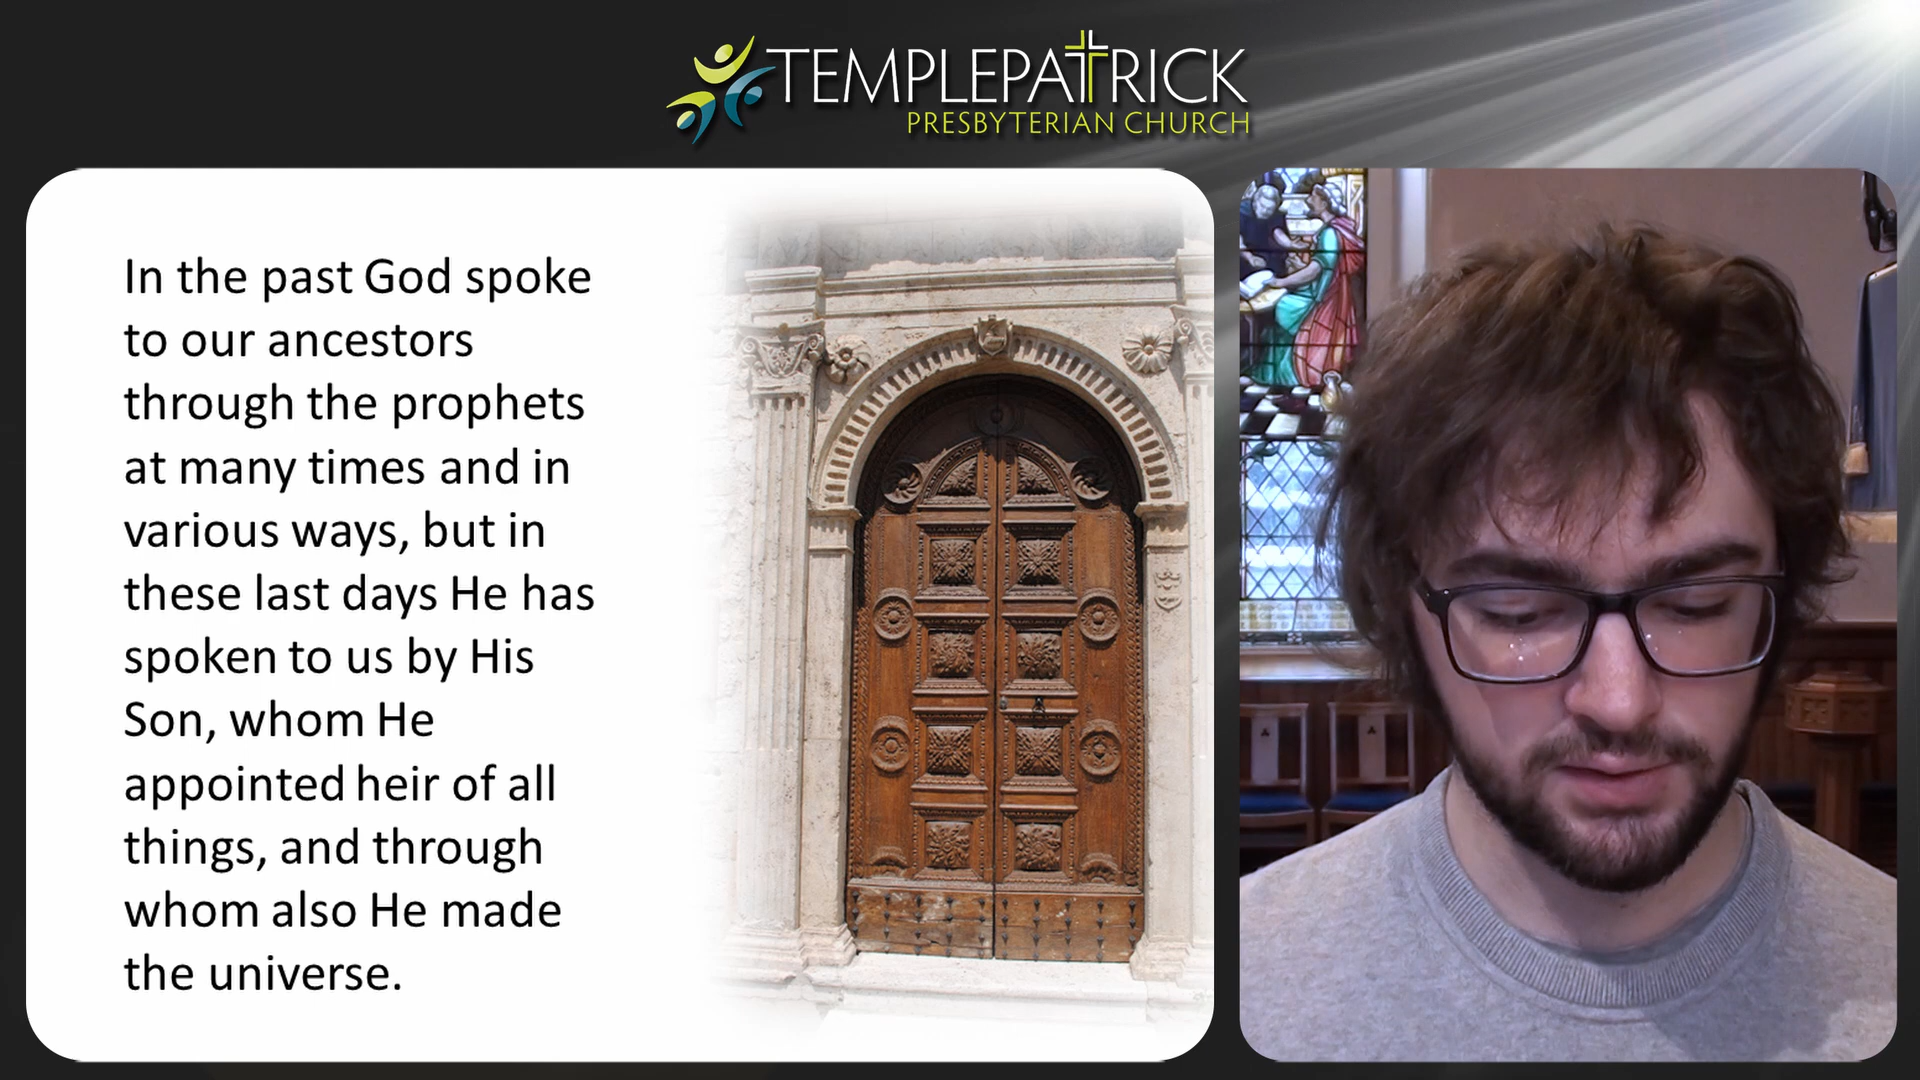 TEMPLEPATRICK
PRESBYTERIAN CHURCH
In the past God spoke
to our ancestors
through the prophets
at many times and in
various ways, but in
these last days He has
spoken to us by His
Son, whom He
appointed heir of all
things, and through
whom also He made
the universe.